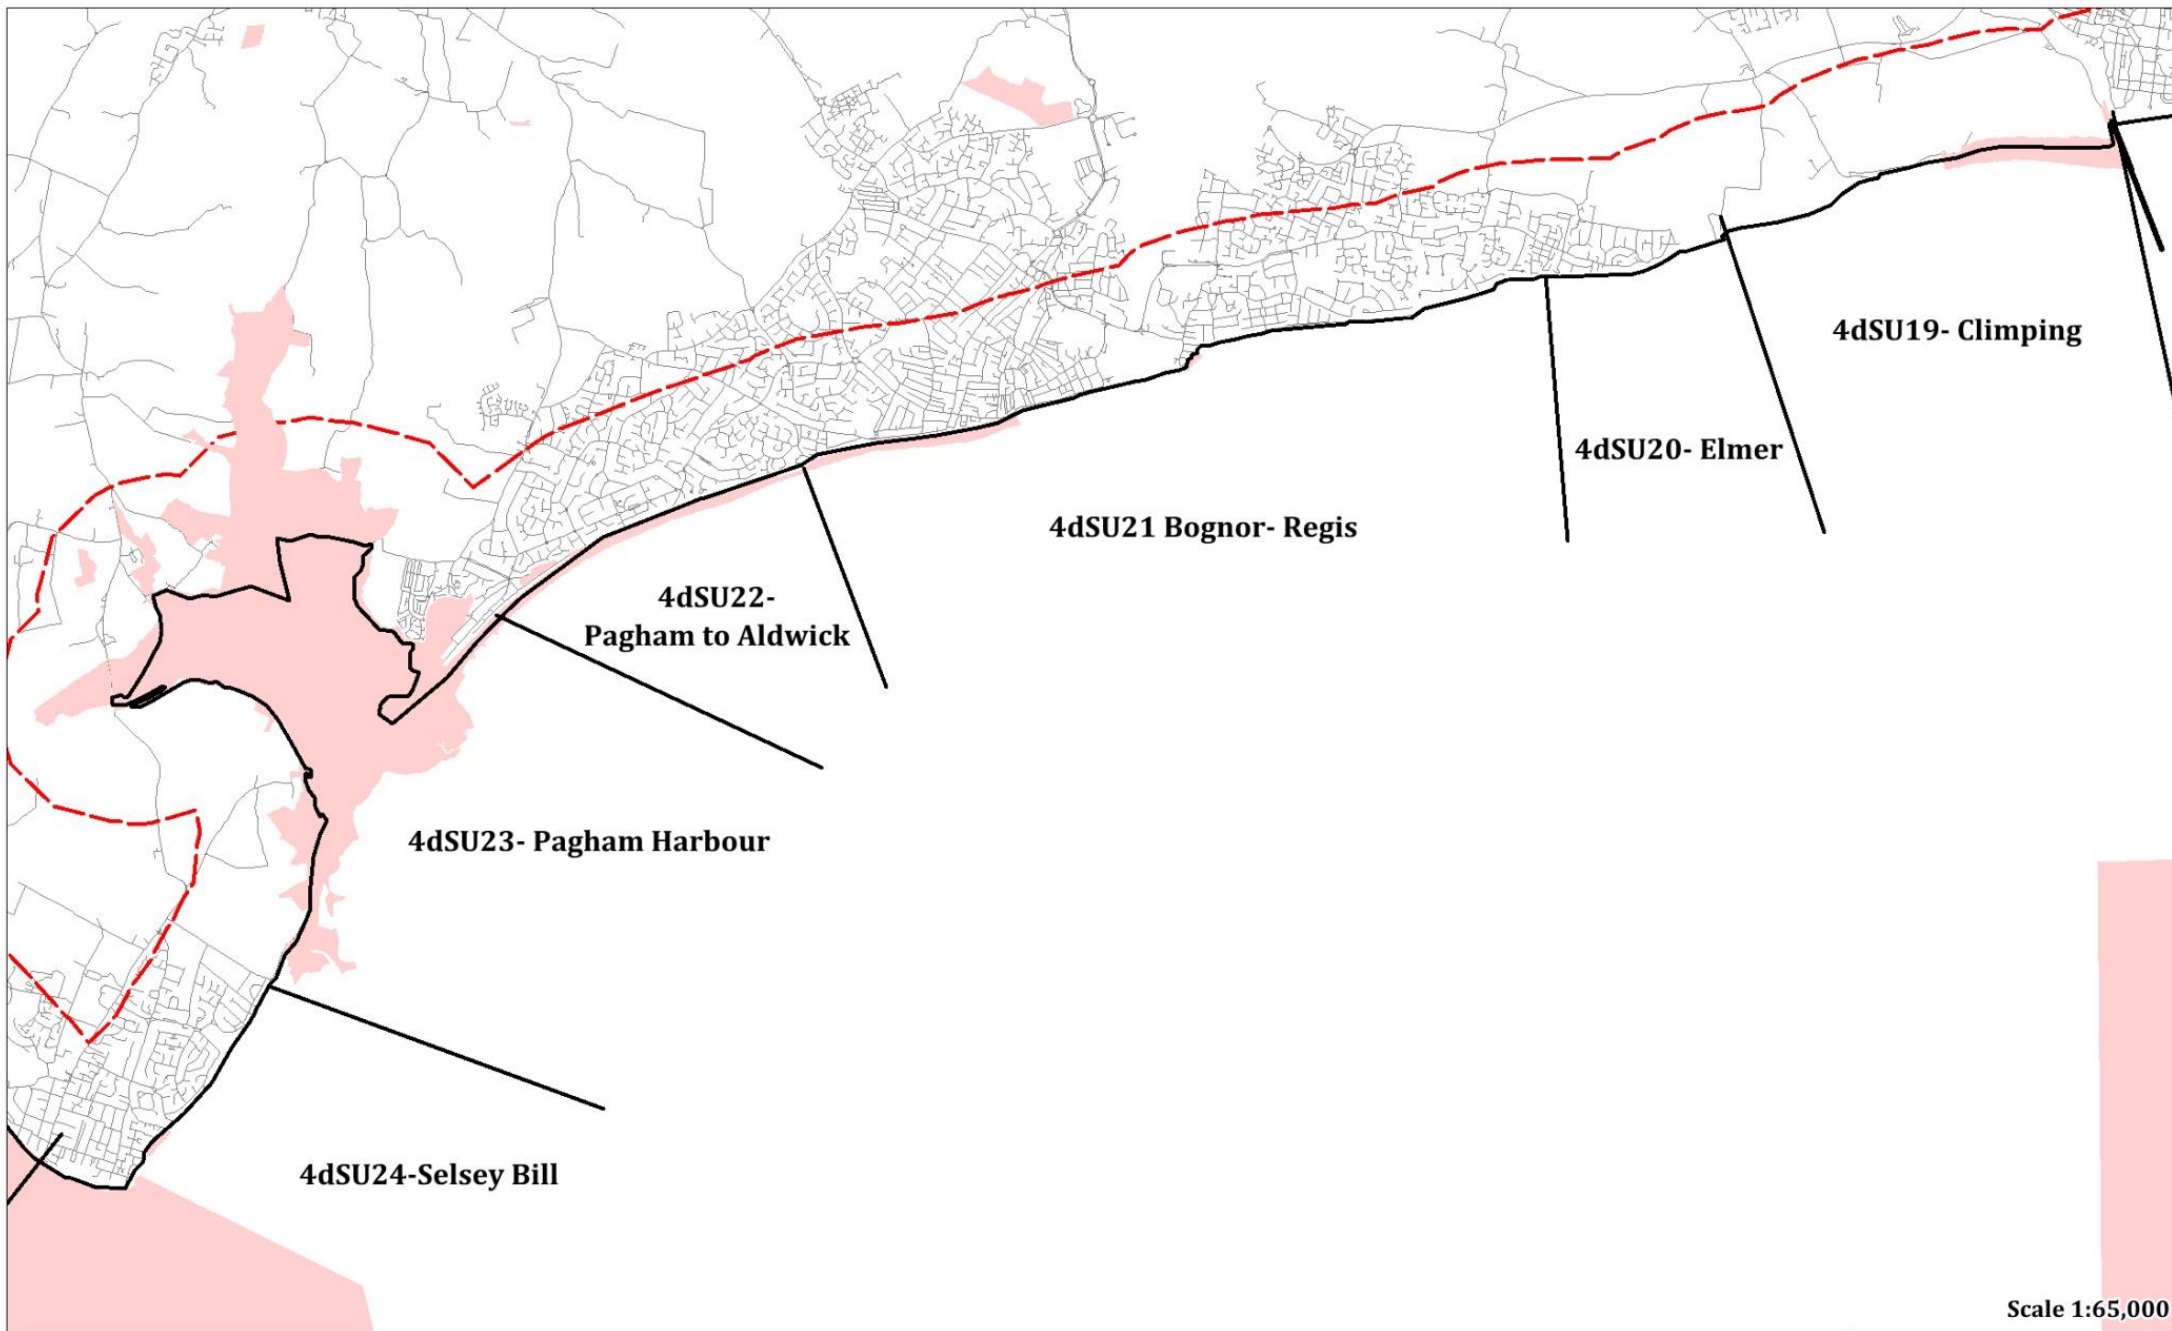 4dSU19- Climping
4dSU20- Elmer
4dSU21 Bognor- Regis
4dSU22-
Pagham to Aldwick
4dSU23- Pagham Harbour
4dSU24-Selsey Bill
Scale 1:65,000